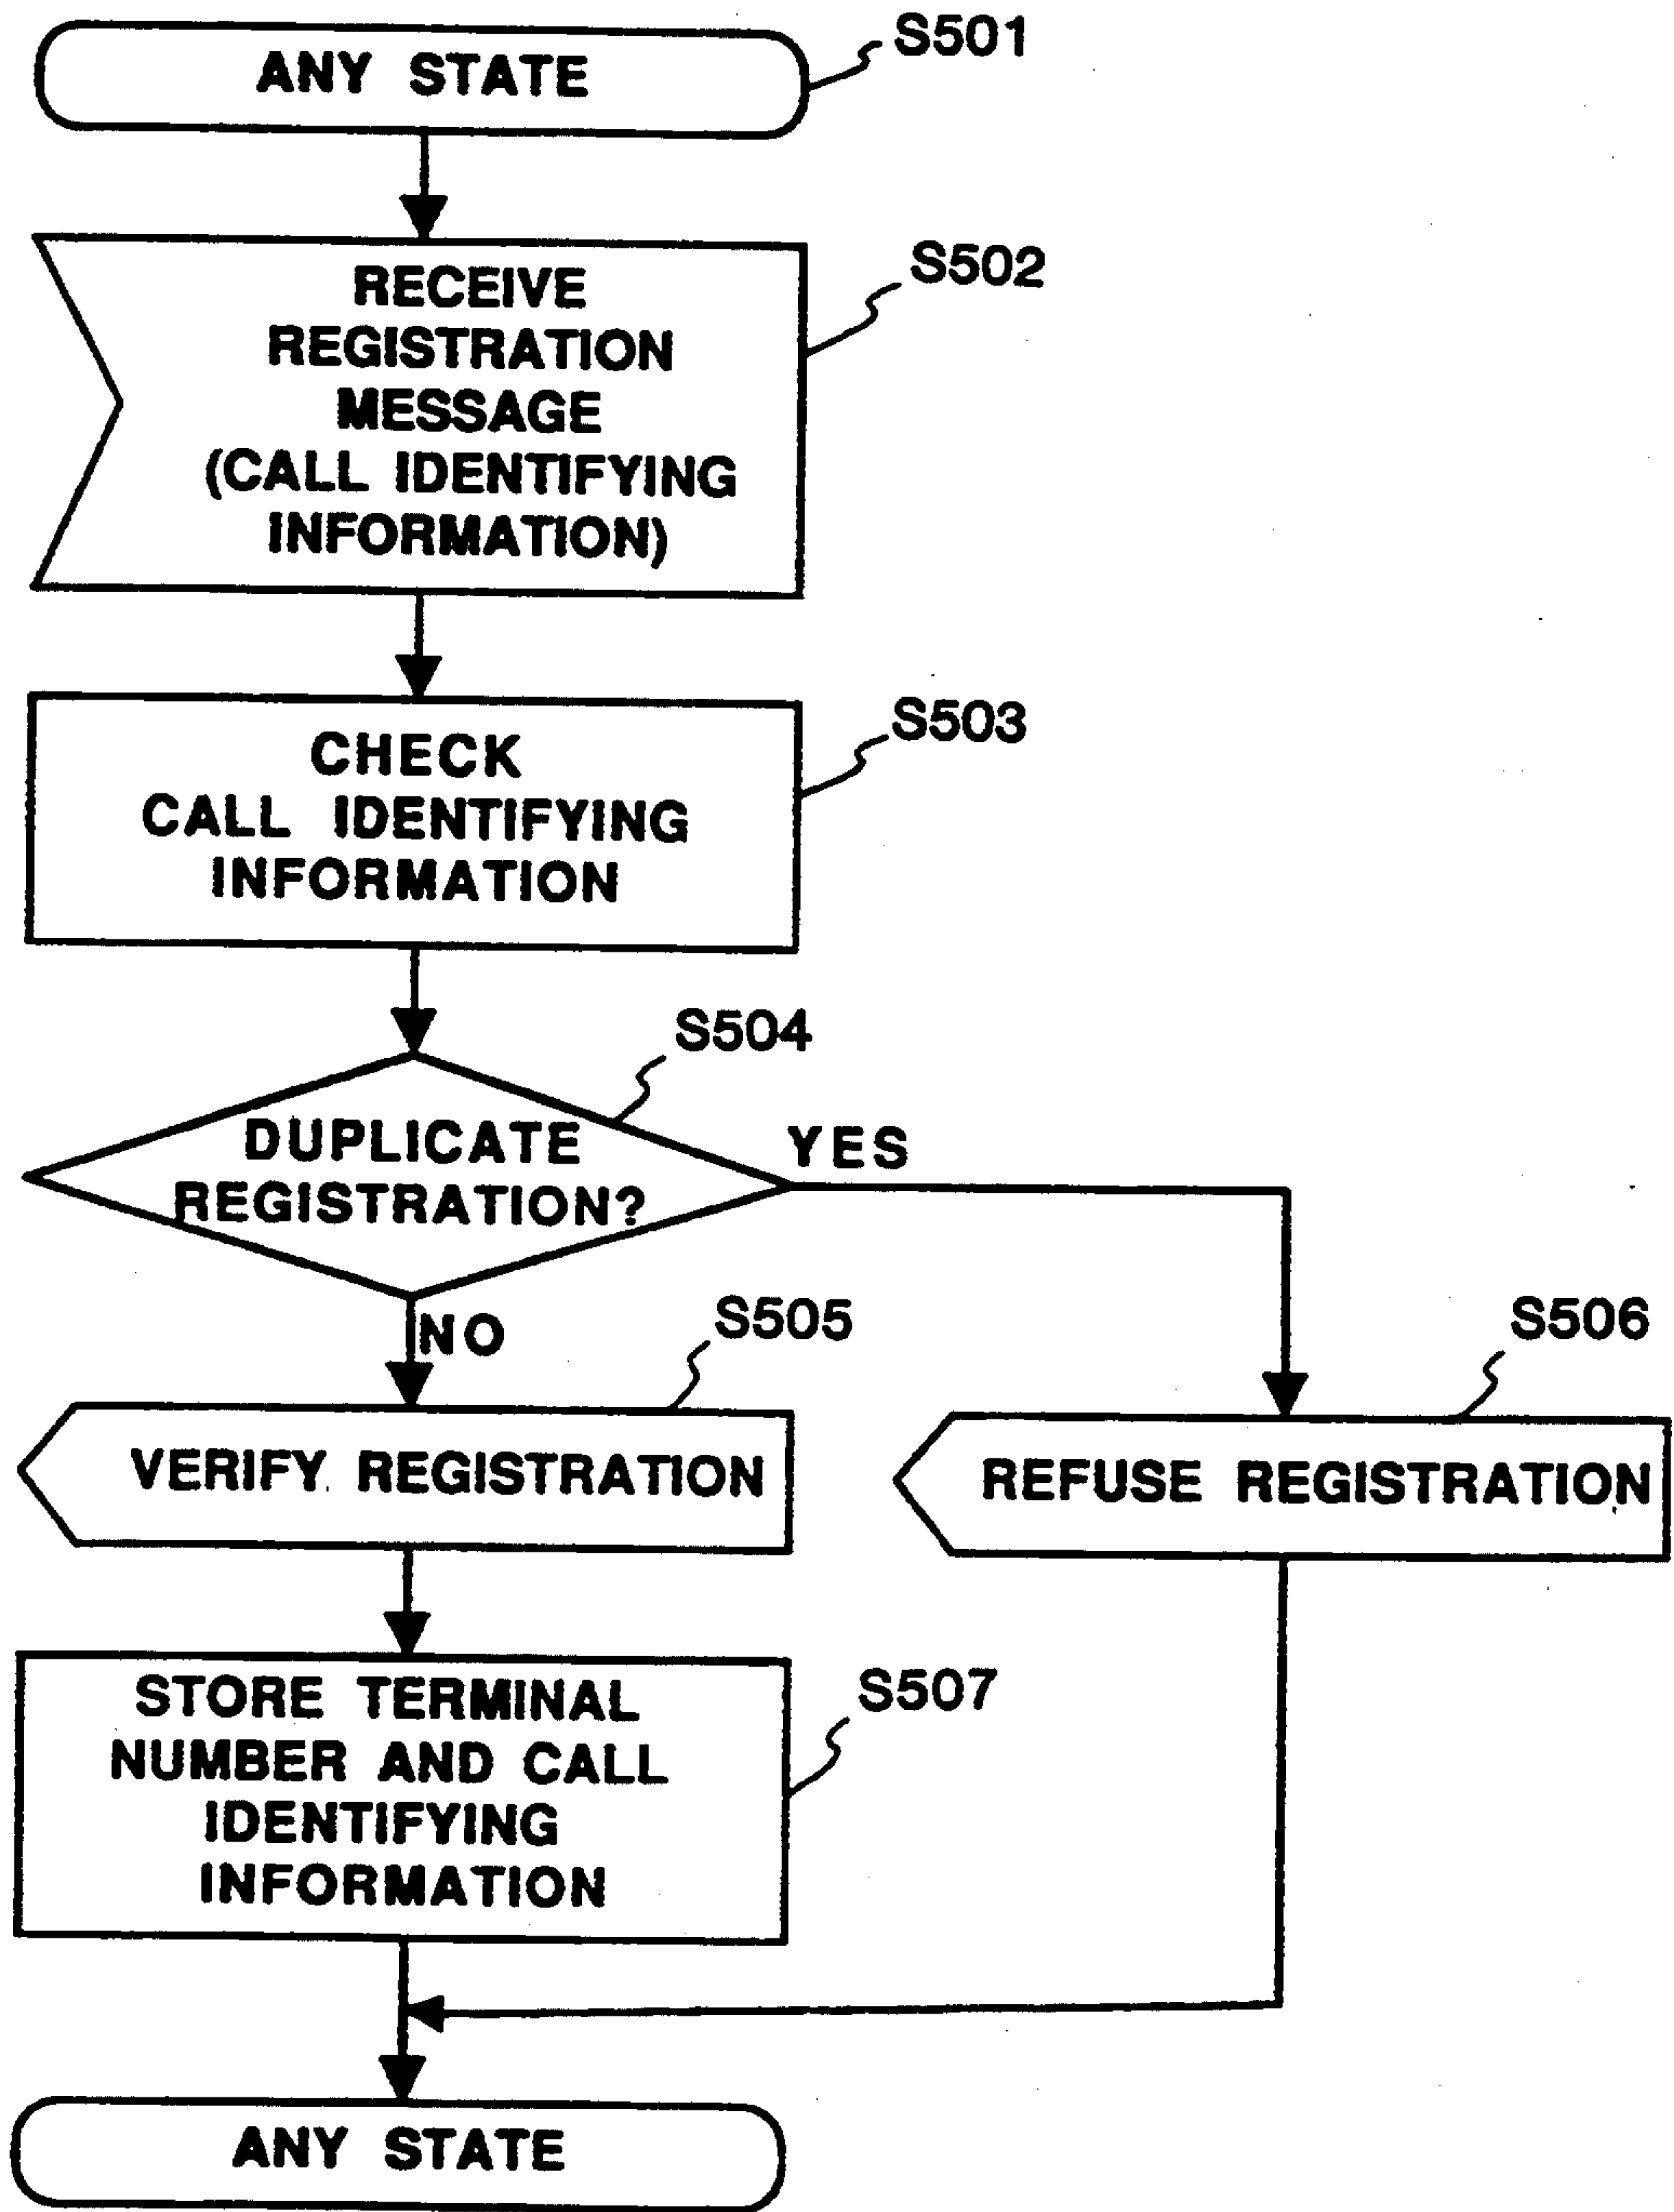 ANY STATE
S501
RECEIVE
REGISTRATION
MESSAGE
(CALL IDENTIFYING
INFORMATION)
S502
CHECK
CALL IDENTIFYING
INFORMATION
S503
S504
DUPLICATE
REGISTRATION?
YES
NO
S505
VERIFY REGISTRATION
S506
REFUSE REGISTRATION
STORE TERMINAL
NUMBER AND CALL
IDENTIFYING
INFORMATION
S507
ANY STATE